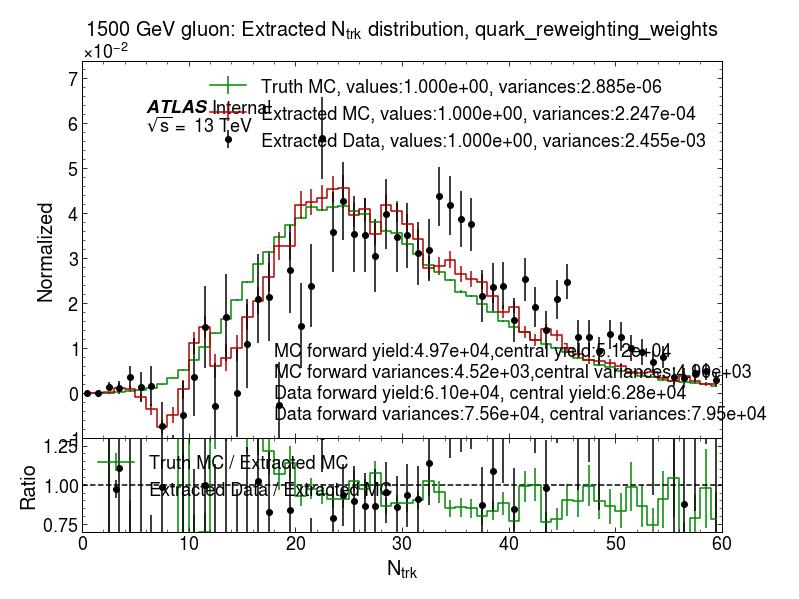 1500 GeV gluon: Extracted Ntrk distribution, quark_reweighting_weights
×10−2
Truth MC, values:1.000e+00, variances:2.885e-06
ATLAS Internal
Extracted MC, values:1.000e+00, variances:2.247e-04
√s = 13 TeV
Extracted Data, values:1.000e+00, variances:2.455e-03
7
6
5
4
3
2
1
0
Normalized
MC forward yield:4.97e+04,central yield:5.12e+04
MC forward variances:4.52e+03,central variances:
Data forward yield:6.10e+04, central yield:6.28e+04
Data forward variances:7.56e+04, central variances:7.95e+04
1.25
1.00
0.75
Ratio
Truth MC / Extracted MC
Extracted Data / Extracted MC
0 10 20 30 40 50 60
Ntrk